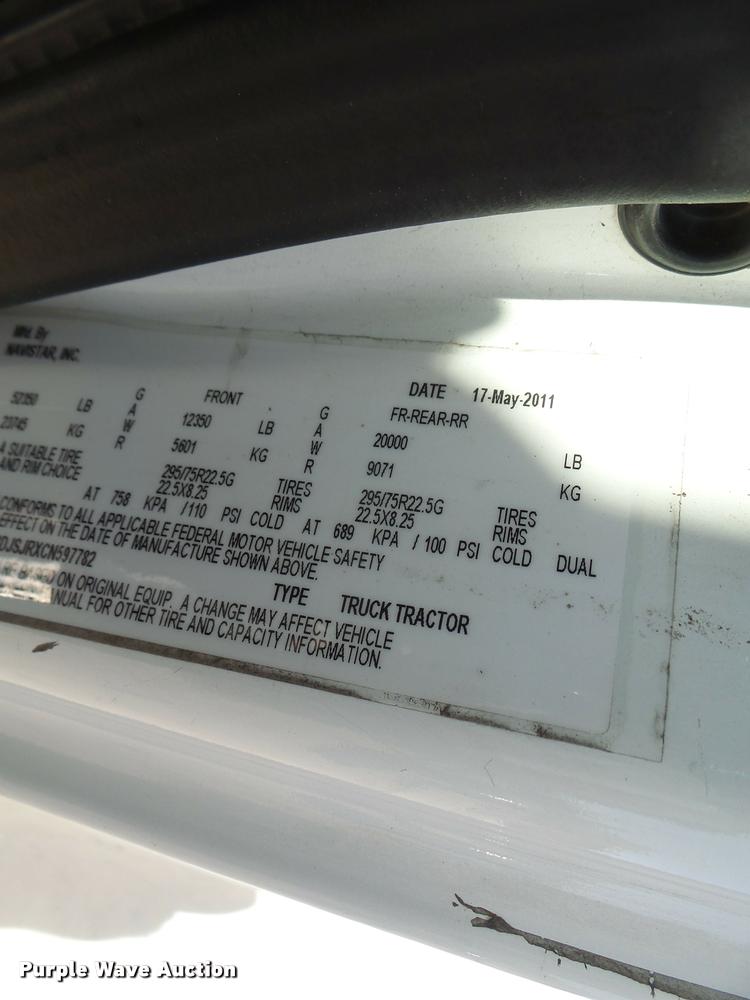 Mfd. By
NAVISTAR, INC.
DATE 17-May-2011
52350 LB G FRONT G FR-REAR-RR
23745 KG A 12350 LB A 20000 LB
W 5601 KG W 9071 KG
R R
A SUITABLE TIRE 295/75R22.5G TIRES 295/75R22.5G TIRES
AND RIM CHOICE 22.5X8.25 RIMS 22.5X8.25 RIMS
AT 758 KPA /110 PSI COLD AT 689 KPA / 100 PSI COLD DUAL
CONFORMS TO ALL APPLICABLE FEDERAL MOTOR VEHICLE SAFETY
EFFECT ON THE DATE OF MANUFACTURE SHOWN ABOVE.
DJSJRXCN597782 TYPE TRUCK TRACTOR
ON ORIGINAL EQUIP. A CHANGE MAY AFFECT VEHICLE
NUAL FOR OTHER TIRE AND CAPACITY INFORMATION.
Purple Wave Auction